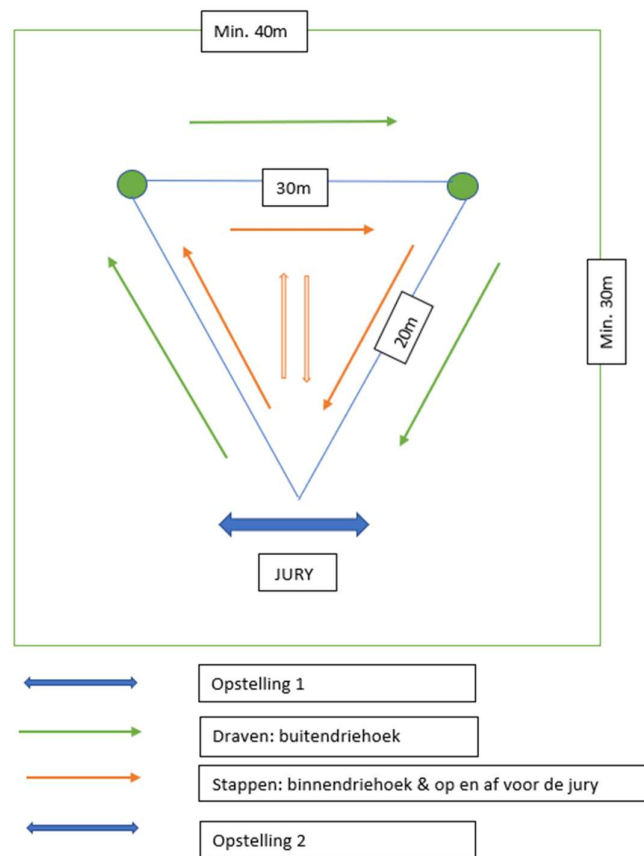 Min. 40m
30m
Min. 30m
20m
JURY
Opstelling 1
Draven: buitendriehoek
Stappen: binnendriehoek & op en af voor de jury
Opstelling 2